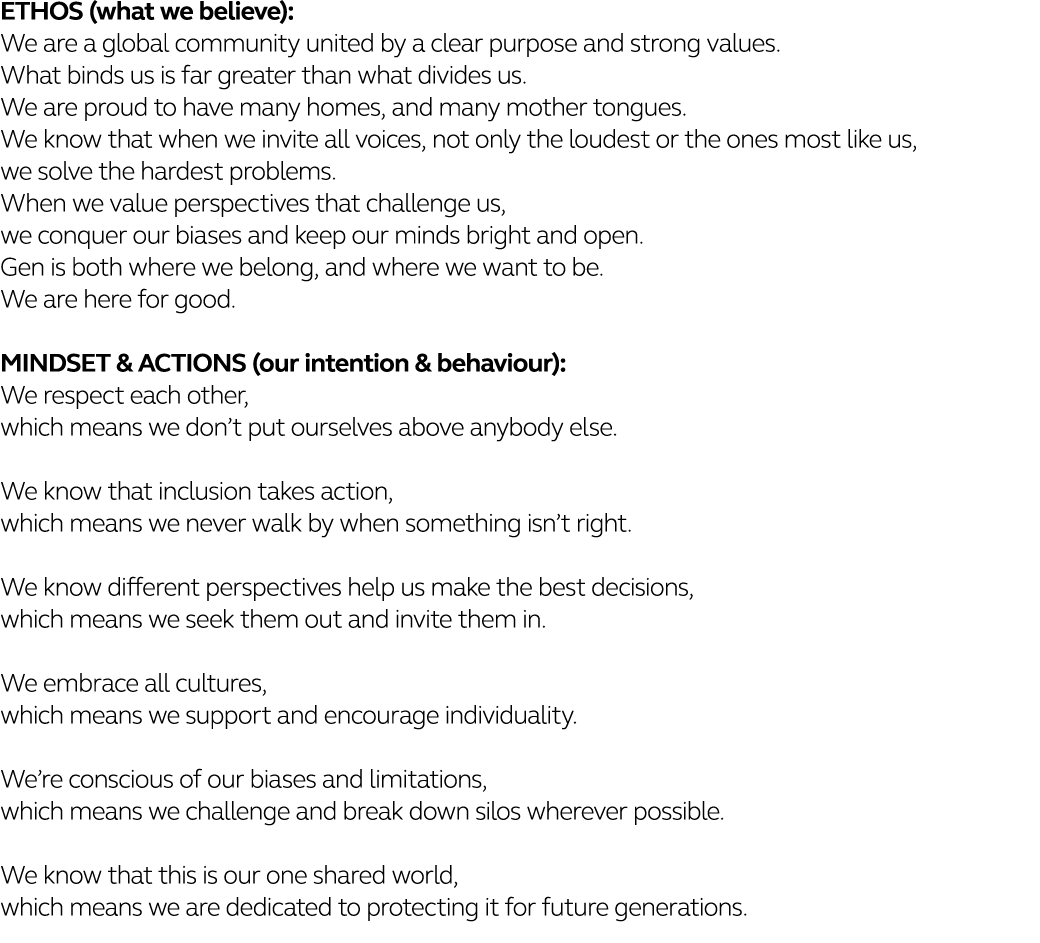 ETHOS (what we believe):
We are a global community united by a clear purpose and strong values.
What binds us is far greater than what divides us.
We are proud to have many homes, and many mother tongues.
We know that when we invite all voices, not only the loudest or the ones most like us,
we solve the hardest problems.
When we value perspectives that challenge us,
we conquer our biases and keep our minds bright and open.
Gen is both where we belong, and where we want to be.
We are here for good.
MINDSET & ACTIONS (our intention & behaviour):
We respect each other,
which means we don’t put ourselves above anybody else.
We know that inclusion takes action,
which means we never walk by when something isn’t right.
We know different perspectives help us make the best decisions,
which means we seek them out and invite them in.
We embrace all cultures,
which means we support and encourage individuality.
We’re conscious of our biases and limitations,
which means we challenge and break down silos wherever possible.
We know that this is our one shared world,
which means we are dedicated to protecting it for future generations.